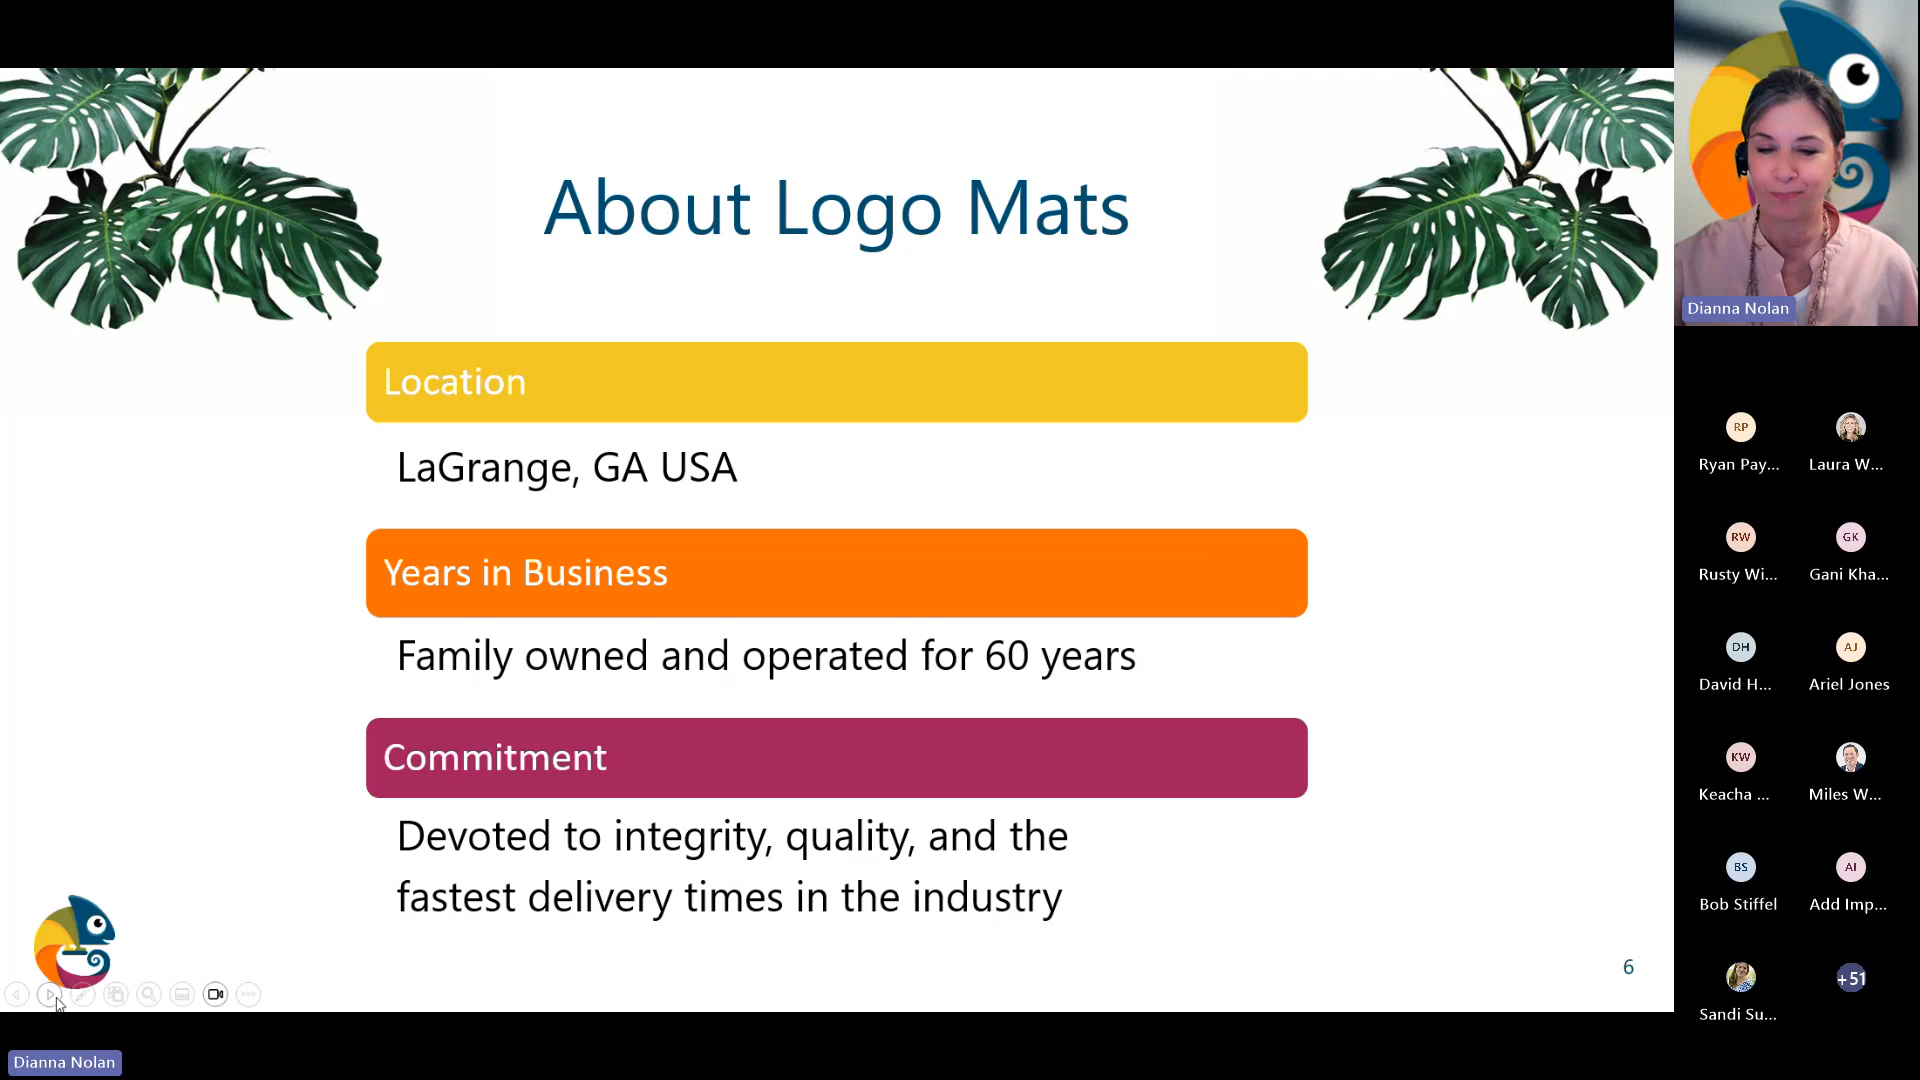 About Logo Mats
Location
LaGrange, GA USA
Years in Business
Family owned and operated for 60 years
Commitment
Devoted to integrity, quality, and the
fastest delivery times in the industry
6
Dianna Nolan
Dianna Nolan
RP
Ryan Pay...
Laura W...
RW
Rusty Wi...
GK
Gani Kha...
DH
David H...
AJ
Ariel Jones
KW
Keacha ...
Miles W...
BS
Bob Stiffel
AI
Add Imp...
Sandi Su...
+51